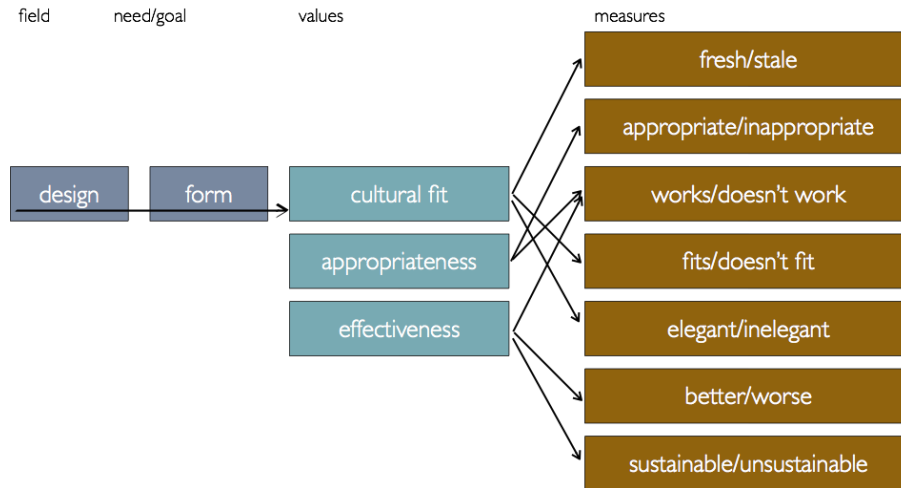 field need/goal values measures
fresh/stale
appropriate/inappropriate
design form cultural fit works/doesn't work
appropriateness fits/doesn't fit
effectiveness elegant/inelegant
better/worse
sustainable/unsustainable